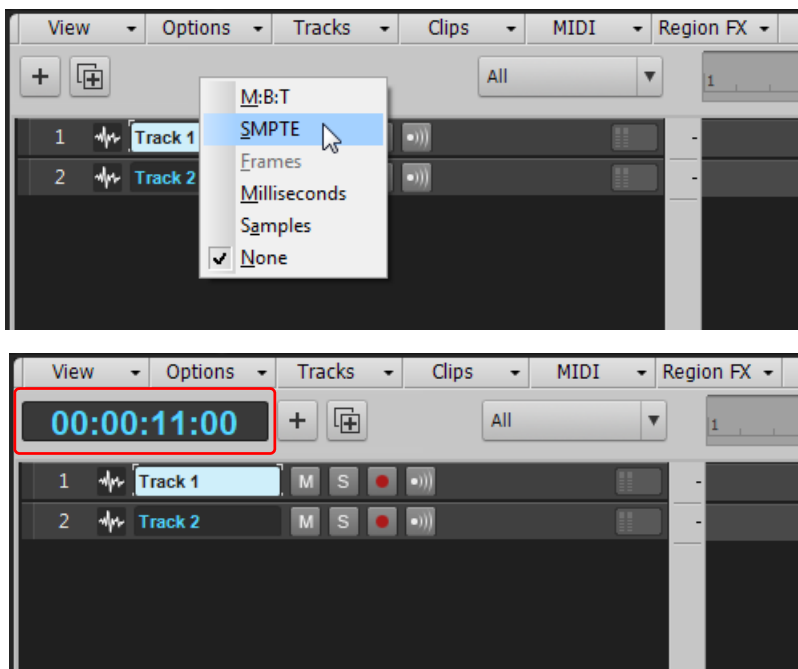 View Options Tracks Clips MIDI Region FX
+ All 1
M:B:T
SMPTE
Frames
Milliseconds
Samples
None
1 Track 1 -
2 Track 2 -
View Options Tracks Clips MIDI Region FX
00:00:11:00 + All 1
1 Track 1 M S -
2 Track 2 M S -